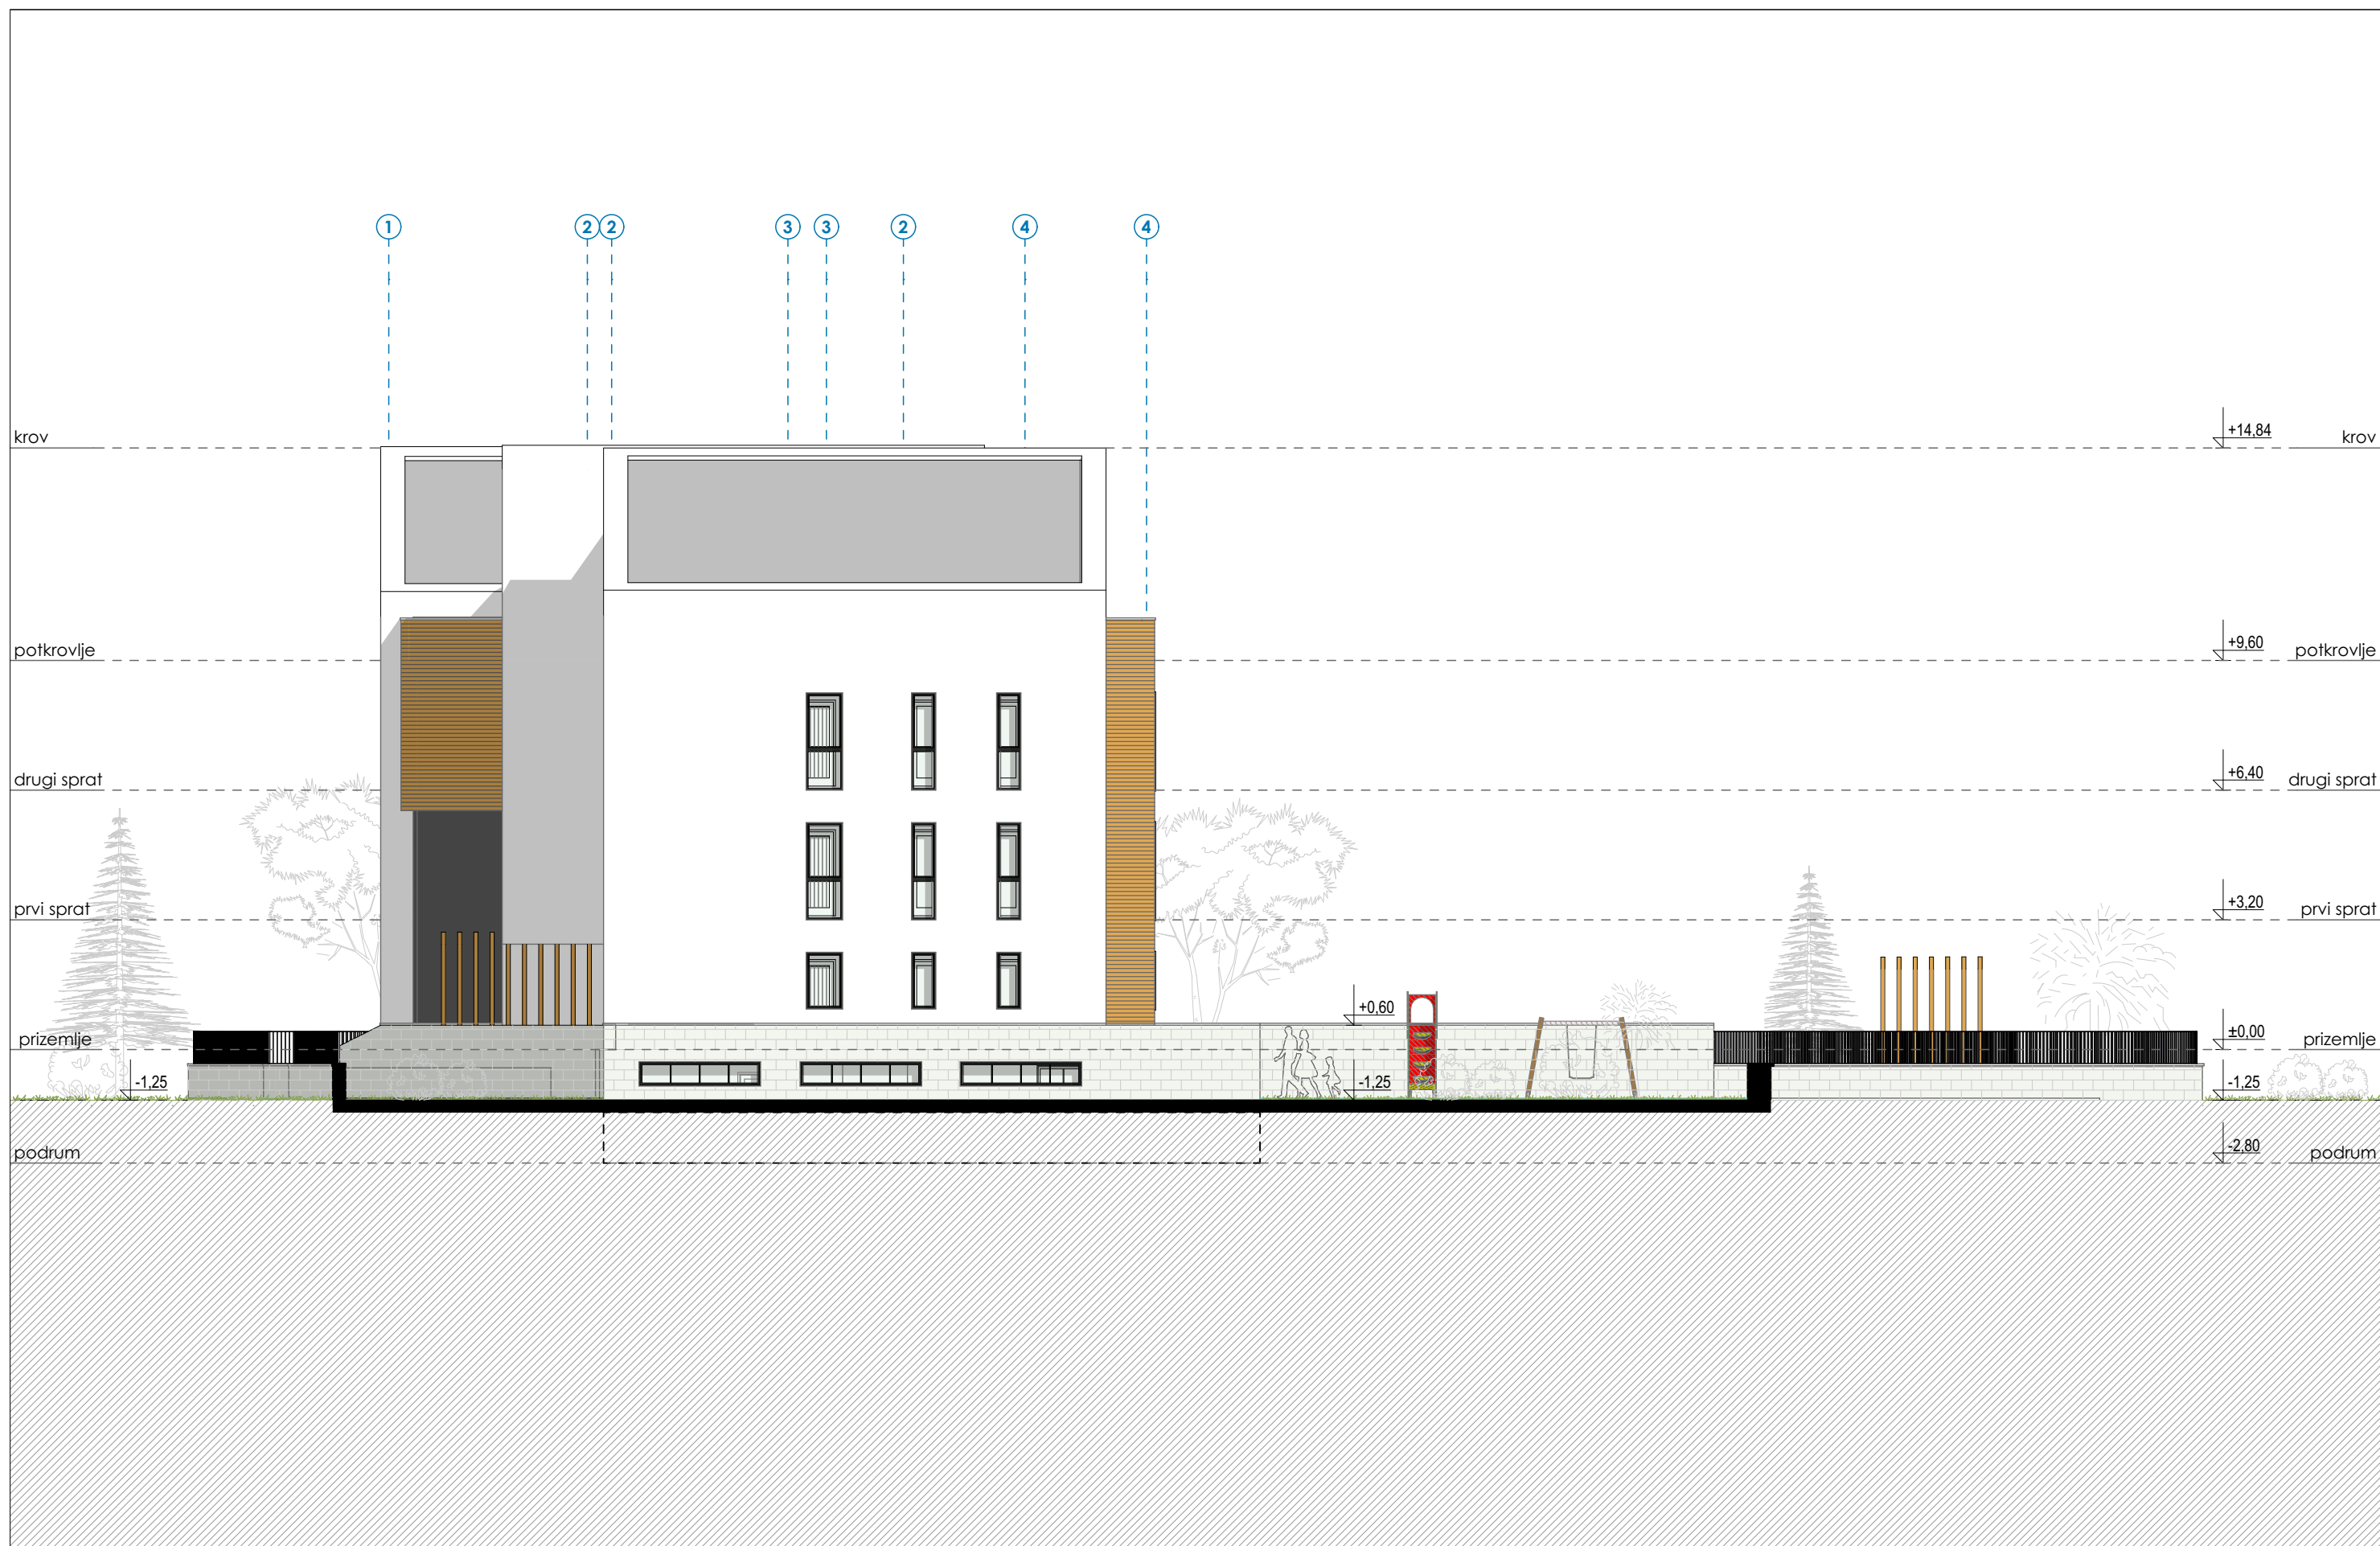 1 2 2 3 3 2 4 4
krov +14,84 krov
potkrovlje +9,60 potkrovlje
drugi sprat +6,40 drugi sprat
prvi sprat +3,20 prvi sprat
+0,60
prizemlje ±0,00 prizemlje
-1,25 -1,25 -1,25
podrum -2,80 podrum